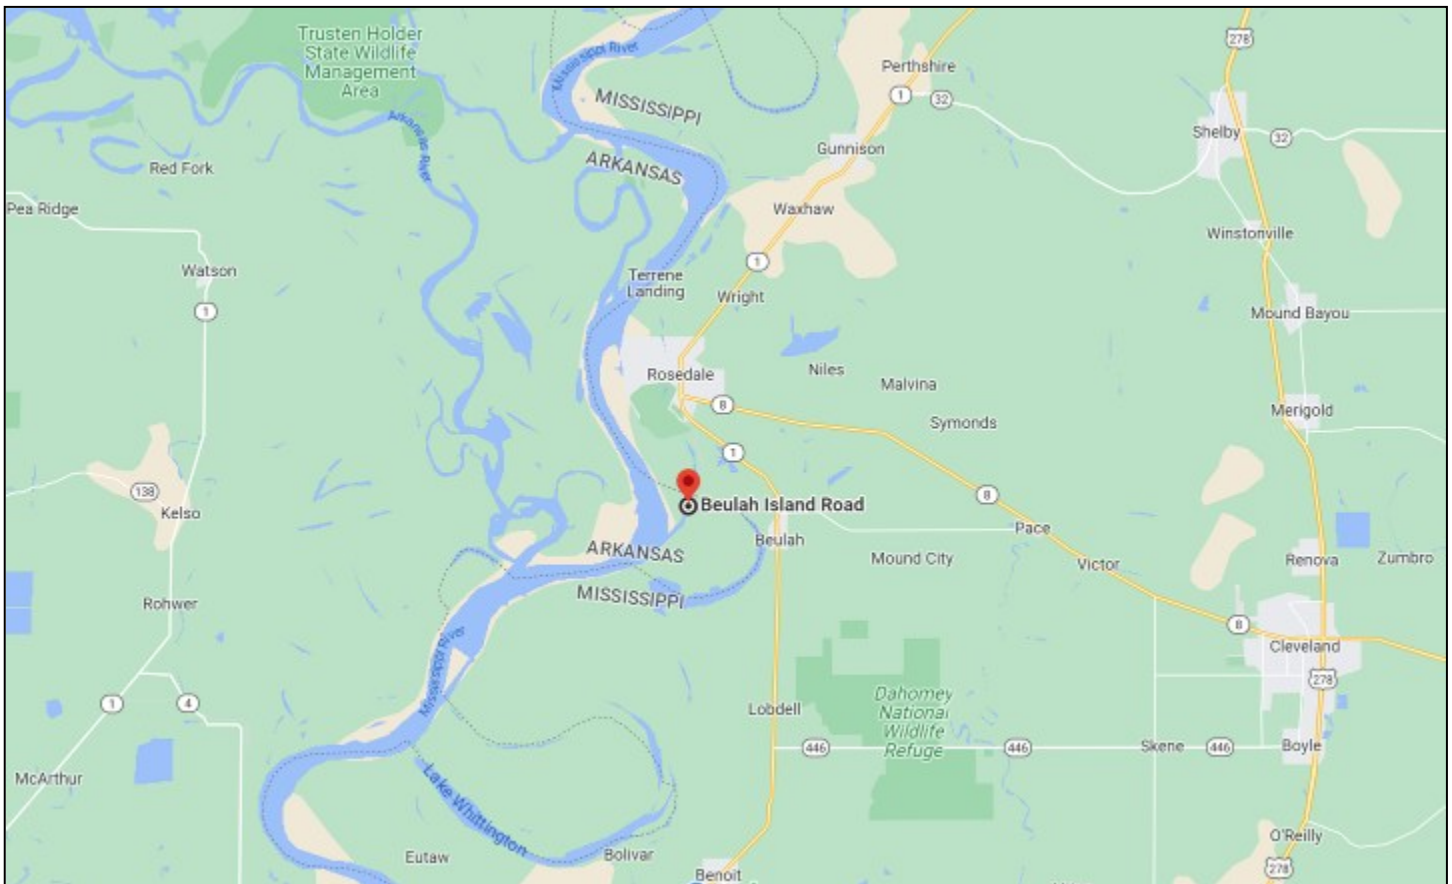 Trusten Holder
State Wildlife
Management
Area
Mississippi River
278
Perthshire
1
32
MISSISSIPPI
Arkansas River
Shelby
32
Gunnison
Red Fork
ARKANSAS
Pea Ridge
Waxhaw
Winstonville
Watson
1
Terrene
Landing
Wright
1
Mound Bayou
Rosedale
Niles
Malvina
8
Merigold
Symonds
1
138
8
Kelso
Beulah Island Road
Pace
ARKANSAS
Beulah
Mound City
Victor
Renova
Zumbro
MISSISSIPPI
Rohwer
8
Cleveland
Mississippi River
278
1
4
Lobdell
Dahomey
National
Wildlife
Refuge
446
446
Skene
446
Boyle
McArthur
Lake Whittington
O'Reilly
Eutaw
Bolivar
278
Benoit